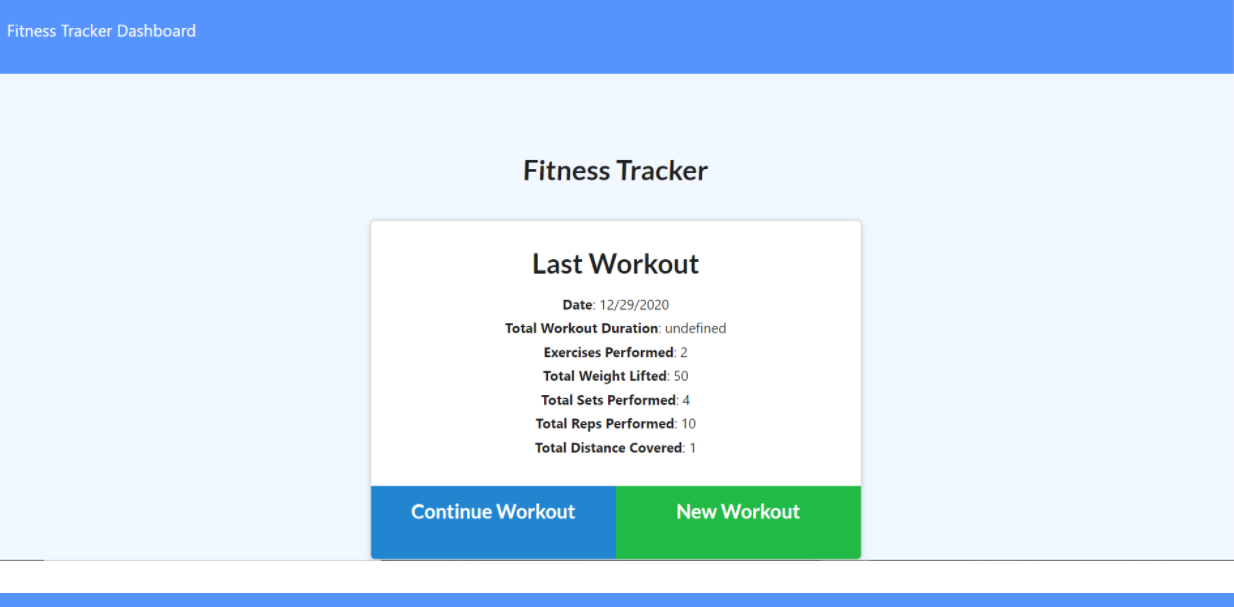 Fitness Tracker Dashboard
Fitness Tracker
Last Workout
Date: 12/29/2020
Total Workout Duration: undefined
Exercises Performed: 2
Total Weight Lifted: 50
Total Sets Performed: 4
Total Reps Performed: 10
Total Distance Covered: 1
Continue Workout New Workout